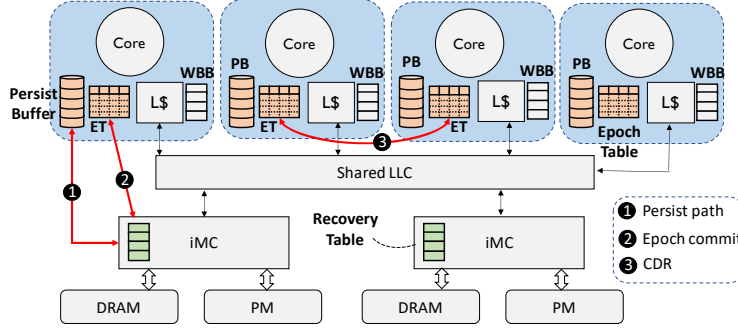 Core
Core
Core
Core
Persist
Buffer
ET
L$
WBB
PB
ET
L$
WBB
PB
ET
L$
WBB
Epoch
Table
L$
WBB
3
Shared LLC
1
2
iMC
Recovery
Table
iMC
DRAM
PM
DRAM
PM
1 Persist path
2 Epoch commit
3 CDR